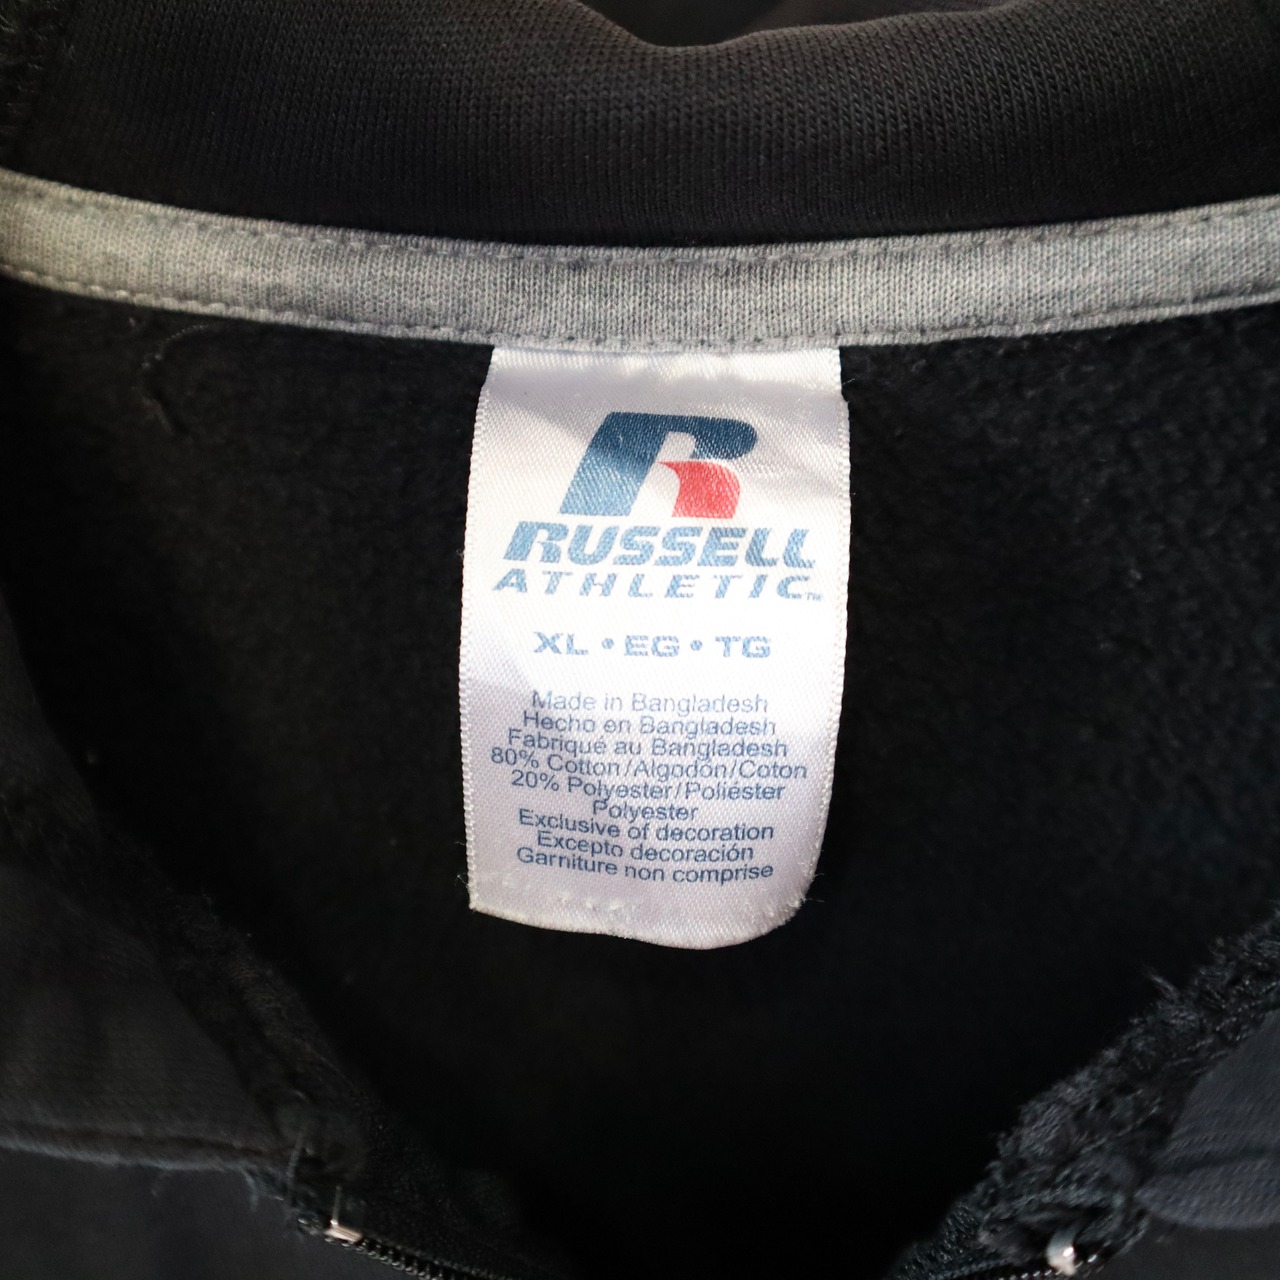 R
RUSSELL
ATHLETIC™
XL • EG • TG
Made in Bangladesh
Hecho en Bangladesh
Fabriqué au Bangladesh
80% Cotton/Algodón/Coton
20% Polyester/Poliéster
Polyester
Exclusive of decoration
Excepto decoración
Garniture non comprise